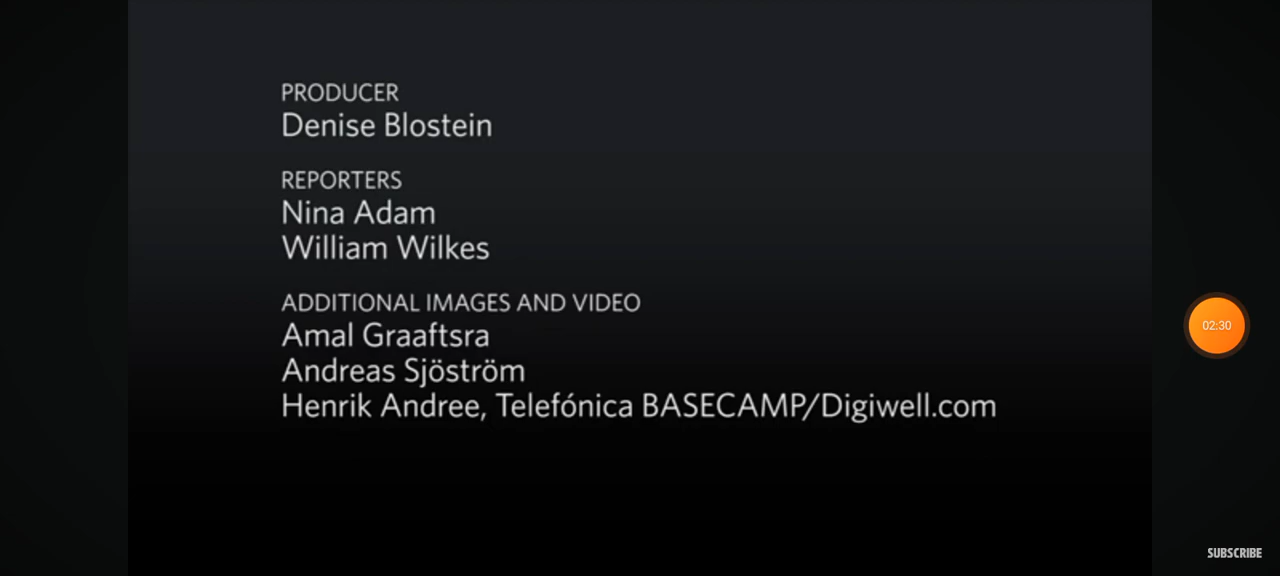 PRODUCER
Denise Blostein
REPORTERS
Nina Adam
William Wilkes
ADDITIONAL IMAGES AND VIDEO
Amal Graaftsra
Andreas Sjöström
Henrik Andree, Telefónica BASECAMP/Digiwell.com
02:30
SUBSCRIBE